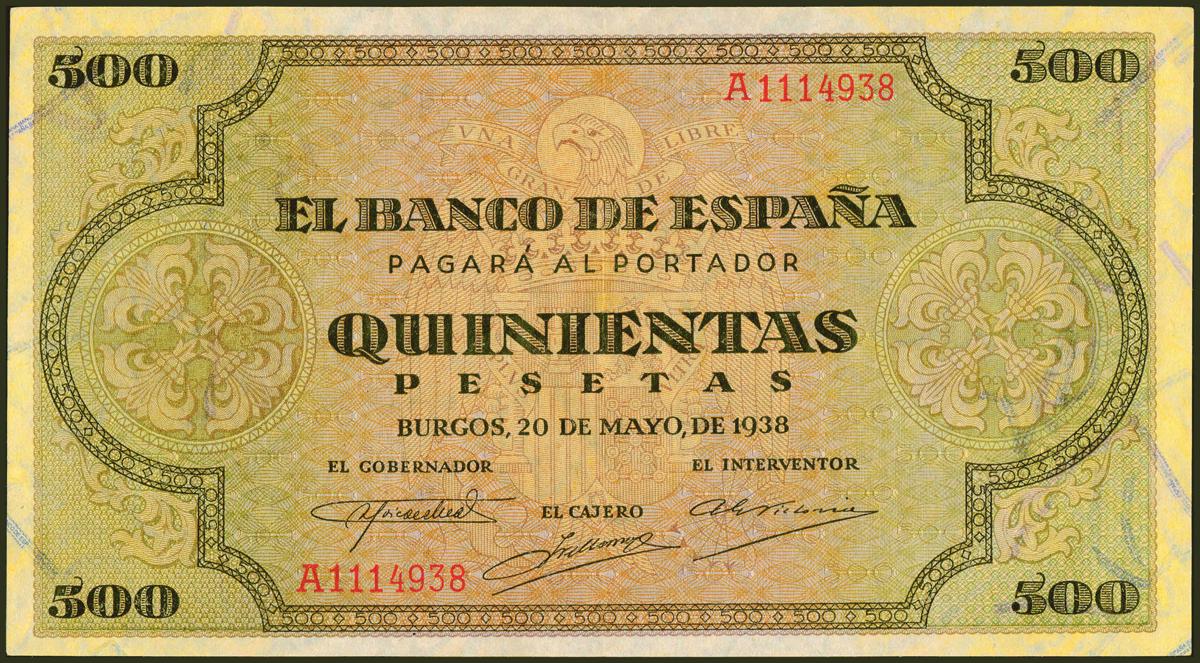 500 500
A1114938
VNA GRANDE LIBRE
EL BANCO DE ESPAÑA
PAGARÁ AL PORTADOR
QUINIENTAS
PESETAS
BURGOS, 20 DE MAYO, DE 1938
EL GOBERNADOR EL INTERVENTOR
EL CAJERO
A1114938
500 500